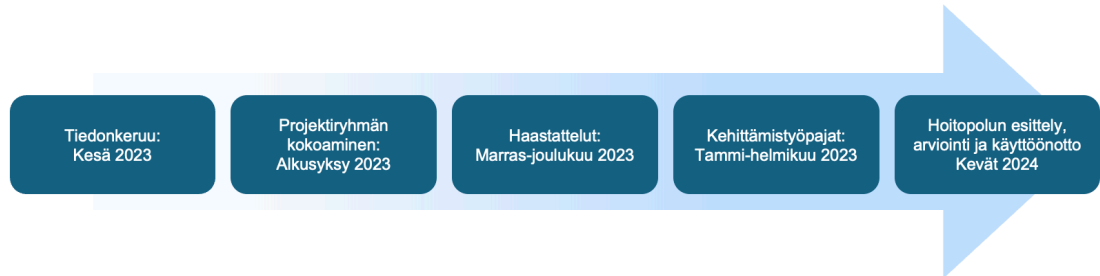 Tiedonkeruu:
Kesä 2023
Projektiryhmän
kokoaminen:
Alkusyksy 2023
Haastattelut:
Marras-joulukuu 2023
Kehittämistyöpajat:
Tammi-helmikuu 2023
Hoitopolun esittely,
arviointi ja käyttöönotto
Kevät 2024